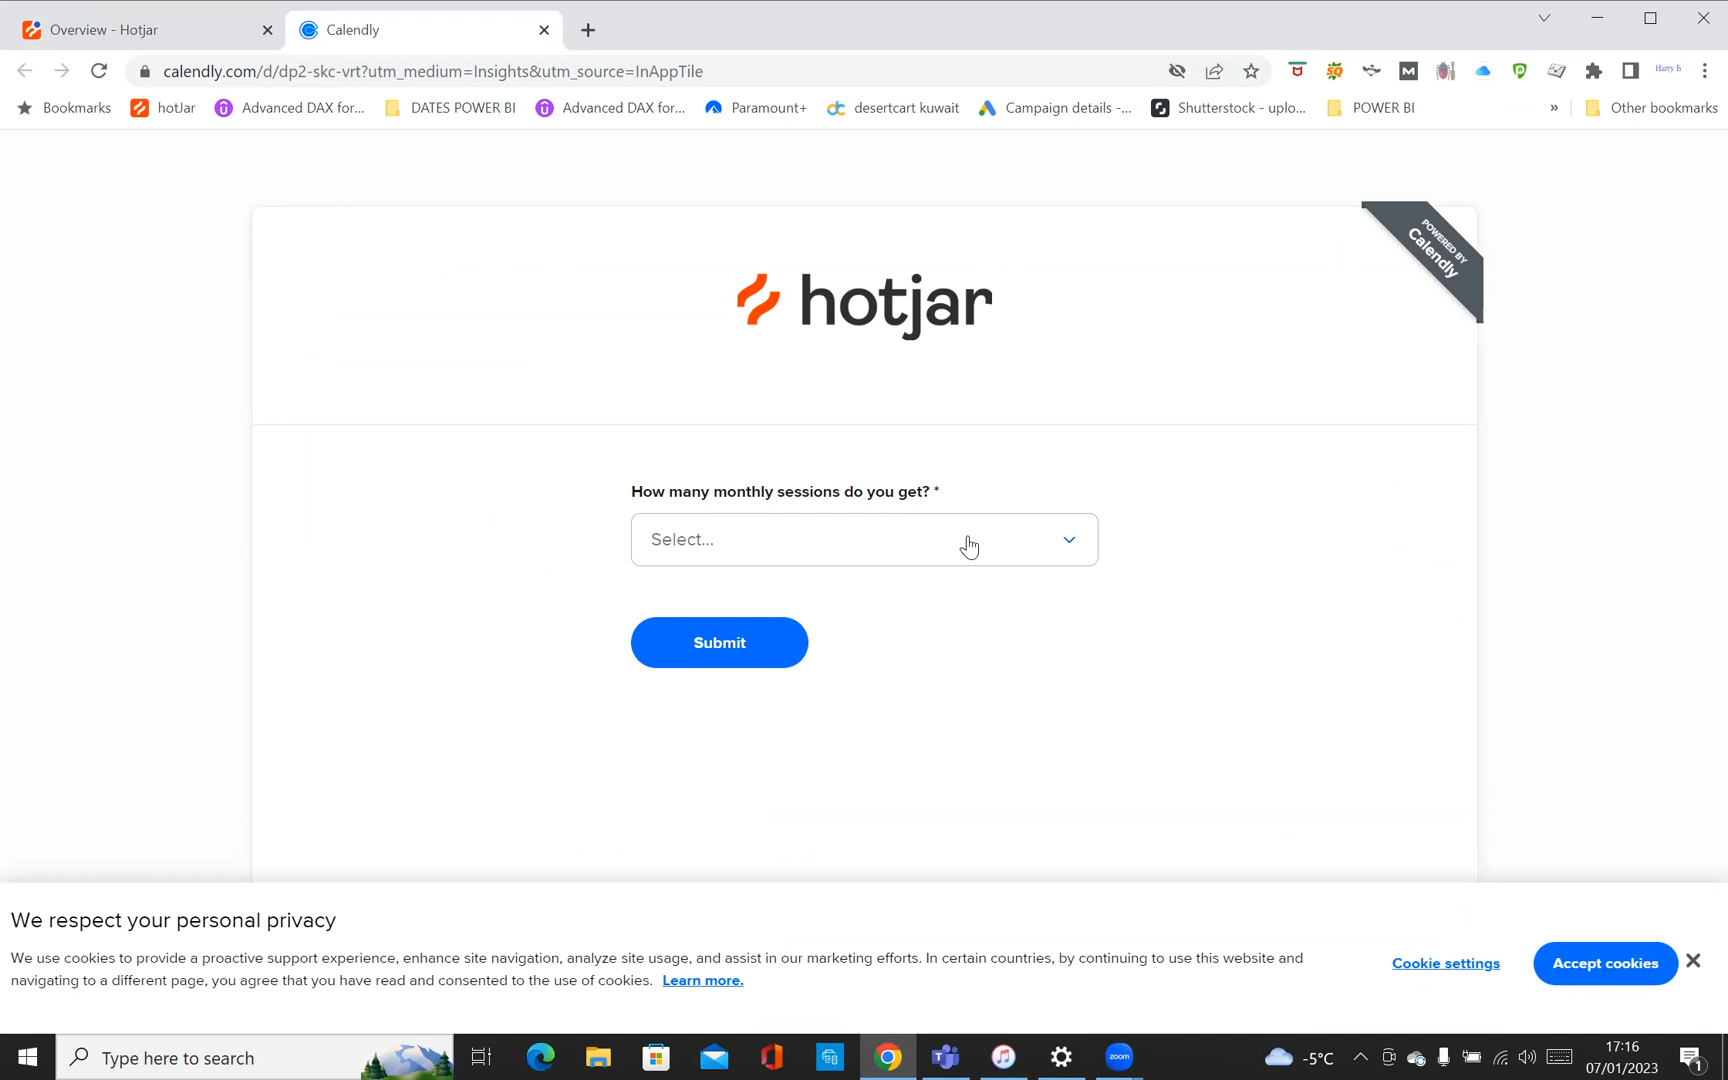 Overview - Hotjar
Calendly
calendly.com/d/dp2-skc-vrt?utm_medium=Insights&utm_source=InAppTile
Harry B
Bookmarks
hotJar
Advanced DAX for...
DATES POWER BI
Advanced DAX for...
Paramount+
desertcart kuwait
Campaign details -...
Shutterstock - uplo...
POWER BI
»
Other bookmarks
POWERED BY
Calendly
hotjar
How many monthly sessions do you get? *
Select...
Submit
We respect your personal privacy
We use cookies to provide a proactive support experience, enhance site navigation, analyze site usage, and assist in our marketing efforts. In certain countries, by continuing to use this website and
navigating to a different page, you agree that you have read and consented to the use of cookies. Learn more.
Cookie settings
Accept cookies
Type here to search
zoom
-5°C
17:16
07/01/2023
1